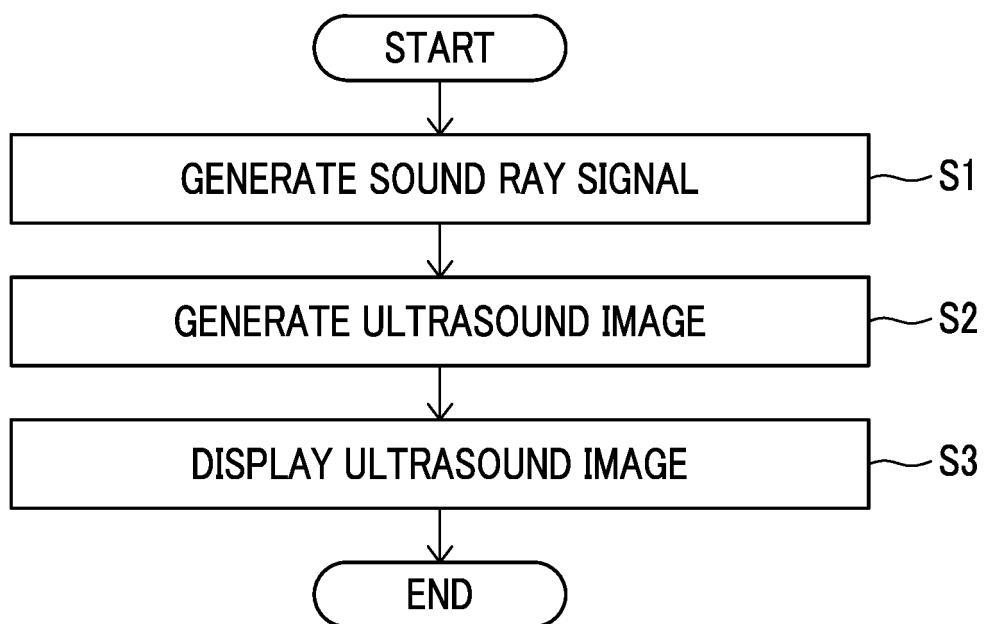 START
GENERATE SOUND RAY SIGNAL
S1
GENERATE ULTRASOUND IMAGE
S2
DISPLAY ULTRASOUND IMAGE
S3
END